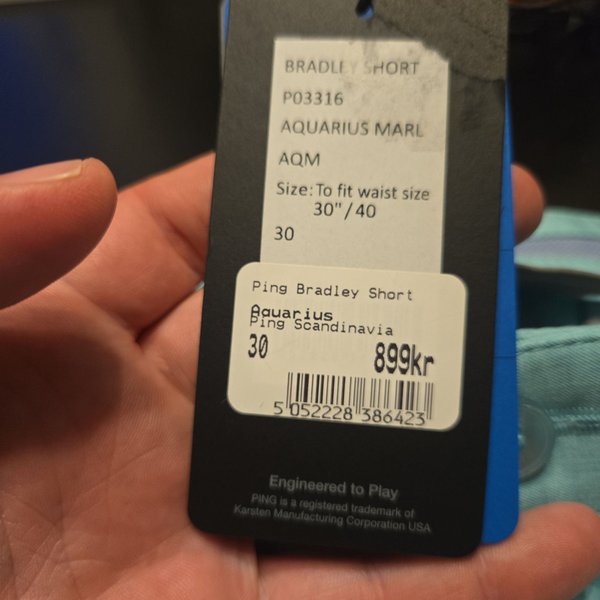 BRADLEY SHORT
P03316
AQUARIUS MARL
AQM
Size: To fit waist size
30"/40
30
Ping Bradley Short
Aquarius
Ping Scandinavia
30 899kr
5 052228 386423
Engineered to Play
PING is a registered trademark of
Karsten Manufacturing Corporation USA